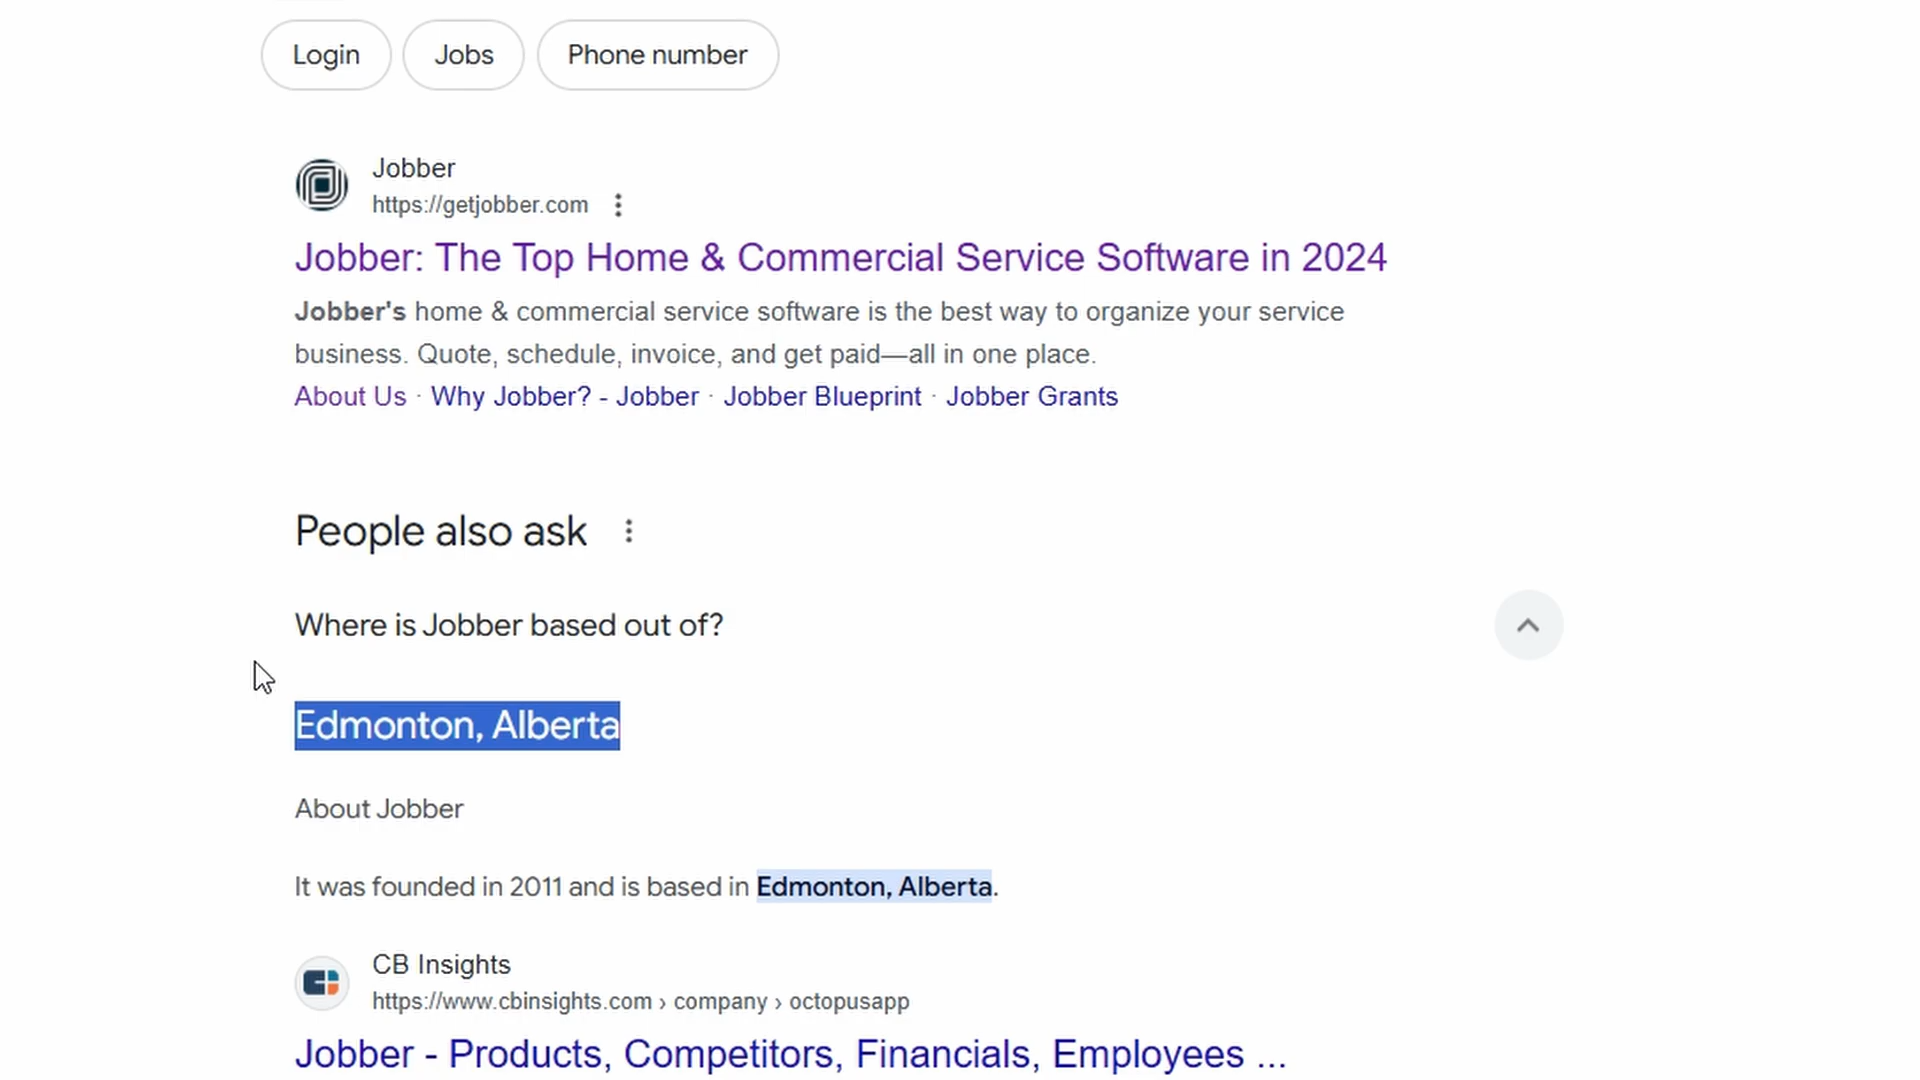 Login Jobs Phone number
Jobber
https://getjobber.com
Jobber: The Top Home & Commercial Service Software in 2024
Jobber's home & commercial service software is the best way to organize your service
business. Quote, schedule, invoice, and get paid—all in one place.
About Us · Why Jobber? - Jobber · Jobber Blueprint · Jobber Grants
People also ask
Where is Jobber based out of?
Edmonton, Alberta
About Jobber
It was founded in 2011 and is based in Edmonton, Alberta.
CB Insights
https://www.cbinsights.com › company › octopusapp
Jobber - Products, Competitors, Financials, Employees ...